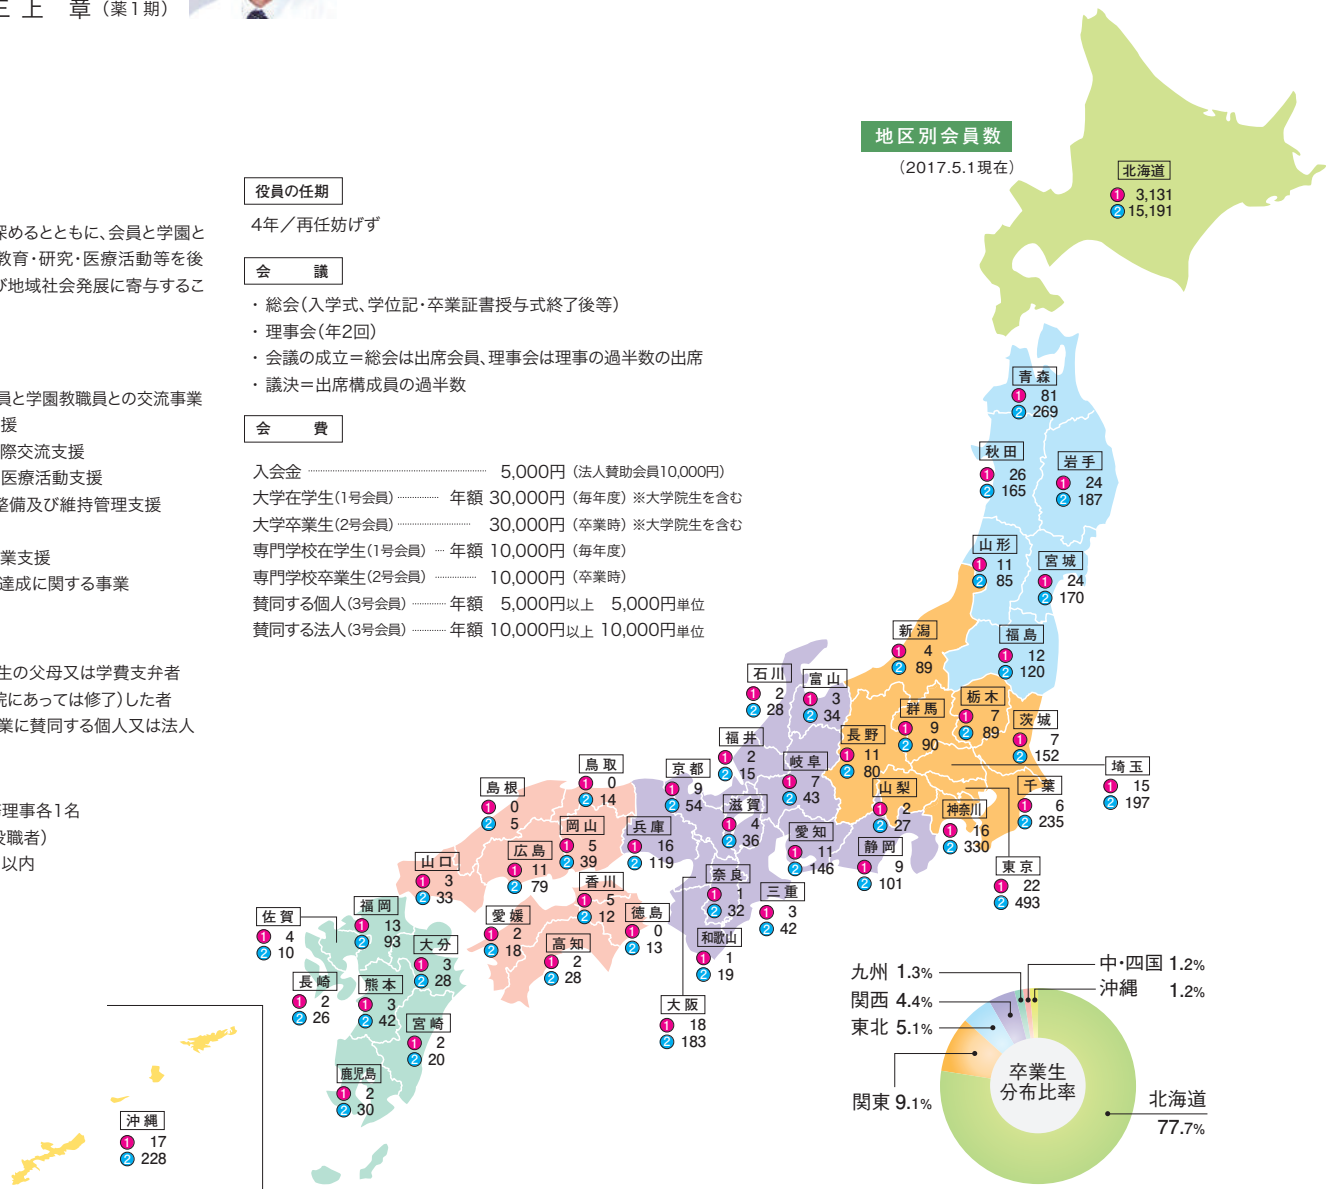 三上 章（薬1期）
深めるとともに、会員と学園と
教育・研究・医療活動等を後
び地域社会発展に寄与するこ
員と学園教職員との交流事業
援
際交流支援
医療活動支援
整備及び維持管理支援
業支援
達成に関する事業
生の父母又は学費支弁者
院にあっては修了）した者
業に賛同する個人又は法人
務理事各1名
役職者）
以内
役員の任期
4年／再任妨げず
会 議
・ 総会（入学式、学位記・卒業証書授与式終了後等）
・ 理事会（年2回）
・ 会議の成立＝総会は出席会員、理事会は理事の過半数の出席
・ 議決＝出席構成員の過半数
会 費
入会金 5,000円（法人賛助会員10,000円）
大学在学生（1号会員） 年額 30,000円（毎年度）※大学院生を含む
大学卒業生（2号会員） 30,000円（卒業時）※大学院生を含む
専門学校在学生（1号会員） 年額 10,000円（毎年度）
専門学校卒業生（2号会員） 10,000円（卒業時）
賛同する個人（3号会員） 年額 5,000円以上 5,000円単位
賛同する法人（3号会員） 年額 10,000円以上 10,000円単位
地区別会員数
（2017.5.1現在）
北海道
① 3,131
② 15,191
青森
① 81
② 269
秋田
① 26
② 165
岩手
① 24
② 187
山形
① 11
② 85
宮城
① 24
② 170
新潟
① 4
② 89
福島
① 12
② 120
石川
① 2
② 28
富山
① 3
② 34
群馬
① 9
② 90
栃木
① 7
② 89
茨城
① 7
② 152
福井
① 2
② 15
長野
① 11
② 80
岐阜
① 7
② 43
埼玉
① 15
② 197
山梨
① 2
② 27
千葉
① 6
② 235
神奈川
① 16
② 330
東京
① 22
② 493
鳥取
① 0
② 14
京都
① 9
② 54
島根
① 0
② 5
滋賀
① 4
② 36
岡山
① 5
② 39
兵庫
① 16
② 119
愛知
① 11
② 146
静岡
① 9
② 101
広島
① 11
② 79
山口
① 3
② 33
奈良
① 1
② 32
三重
① 3
② 42
香川
① 5
② 12
徳島
① 0
② 13
愛媛
① 2
② 18
高知
① 2
② 28
和歌山
① 1
② 19
大阪
① 18
② 183
福岡
① 13
② 93
佐賀
① 4
② 10
大分
① 3
② 28
長崎
① 2
② 26
熊本
① 3
② 42
宮崎
① 2
② 20
鹿児島
① 2
② 30
沖縄
① 17
② 228
中・四国 1.2%
沖縄 1.2%
九州 1.3%
関西 4.4%
東北 5.1%
関東 9.1%
卒業生
分布比率
北海道
77.7%